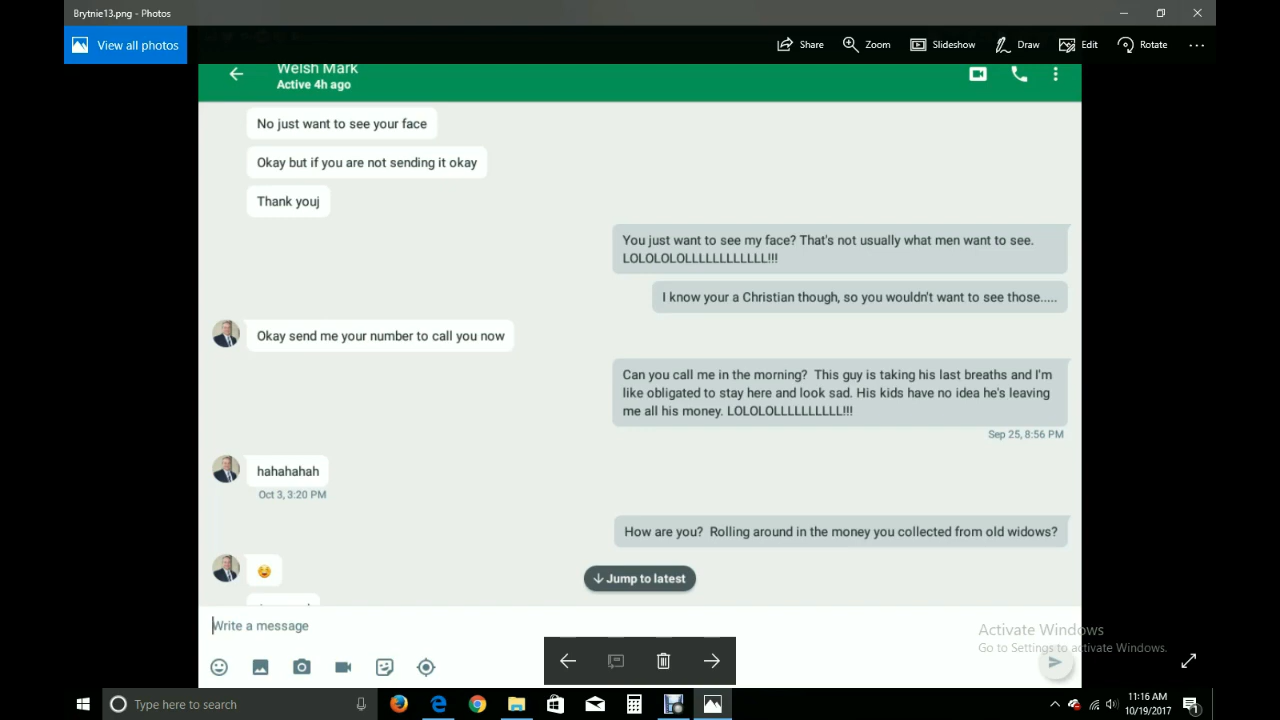 Brytnie13.png - Photos
View all photos
Share
Zoom
Slideshow
Draw
Edit
Rotate
Welsh Mark
Active 4h ago
No just want to see your face
Okay but if you are not sending it okay
Thank youj
You just want to see my face? That's not usually what men want to see.
LOLOLOLOLLLLLLLLLLLL!!!
I know your a Christian though, so you wouldn't want to see those.....
Okay send me your number to call you now
Can you call me in the morning? This guy is taking his last breaths and I'm
like obligated to stay here and look sad. His kids have no idea he's leaving
me all his money. LOLOLOLLLLLLLLLL!!!
Sep 25, 8:56 PM
hahahahah
Oct 3, 3:20 PM
How are you? Rolling around in the money you collected from old widows?
Jump to latest
Write a message
Activate Windows
Go to Settings to activate Windows.
Type here to search
11:16 AM
10/19/2017
1